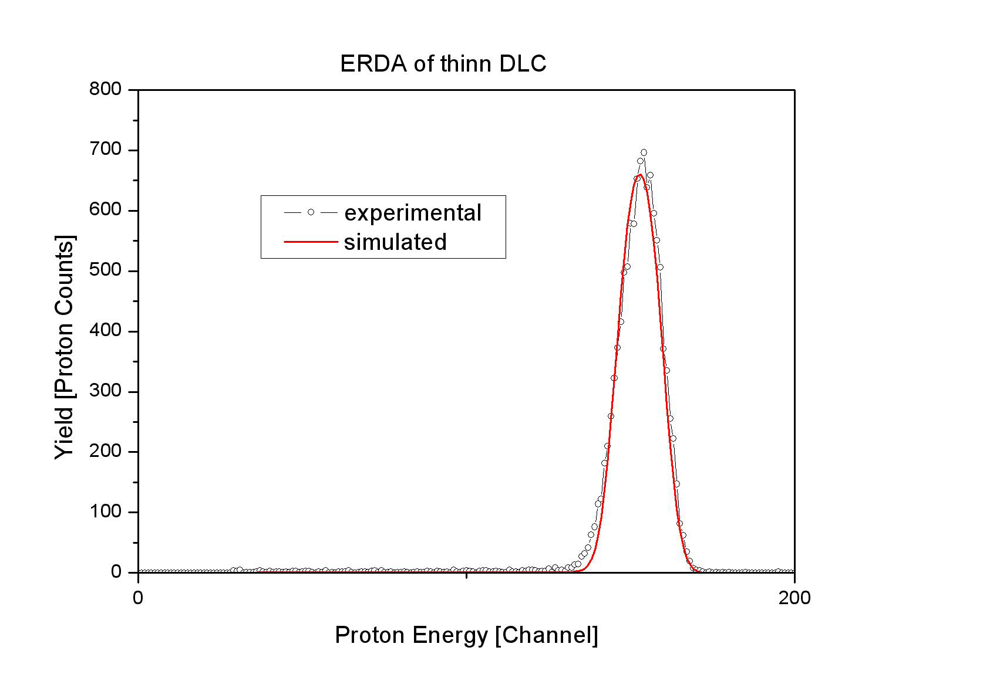 ERDA of thinn DLC
800
700
600
500
400
300
200
100
0
Yield [Proton Counts]
experimental
simulated
0
200
Proton Energy [Channel]